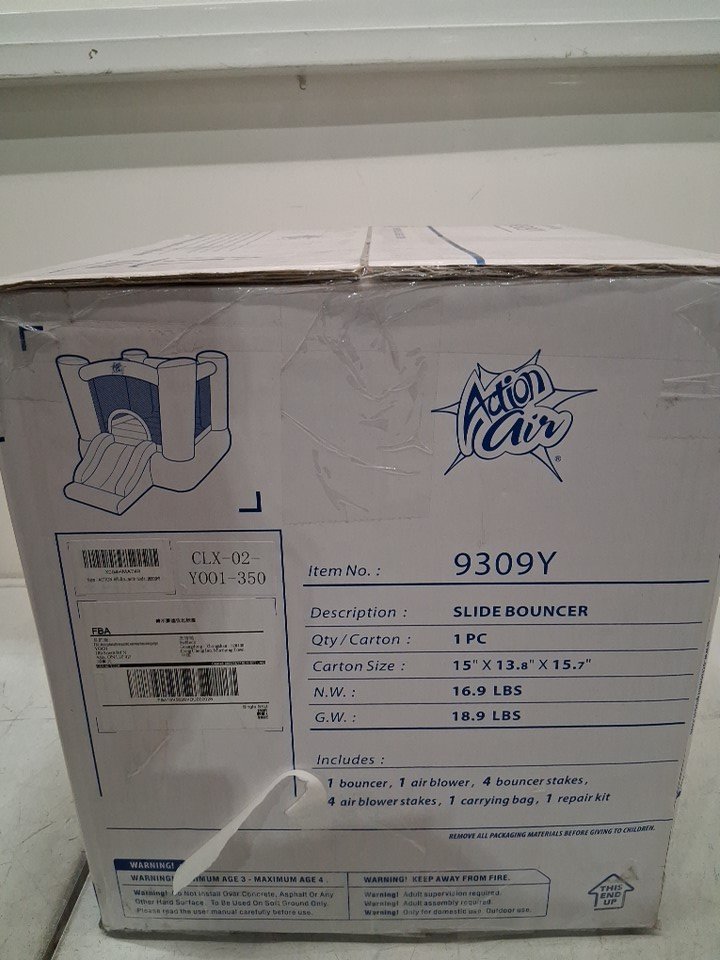 Action
Air
®
CLX-02-
Y001-350
FBA
Item No. : 9309Y
Description : SLIDE BOUNCER
Qty / Carton : 1 PC
Carton Size : 15" X 13.8" X 15.7"
N.W. : 16.9 LBS
G.W. : 18.9 LBS
Includes :
1 bouncer, 1 air blower, 4 bouncer stakes,
4 air blower stakes, 1 carrying bag, 1 repair kit
REMOVE ALL PACKAGING MATERIALS BEFORE GIVING TO CHILDREN.
WARNING!
WARNING! AGE 3 - MAXIMUM AGE 4 .
Warning! Do Not Install Over Concrete, Asphalt Or Any
Other Hard Surface. To Be Used On Soft Ground Only.
Please read the user manual carefully before use.
WARNING! KEEP AWAY FROM FIRE.
Warning! Adult supervision required.
Warning! Adult assembly required.
Warning! Only for domestic use. Outdoor use.
THIS
END
UP